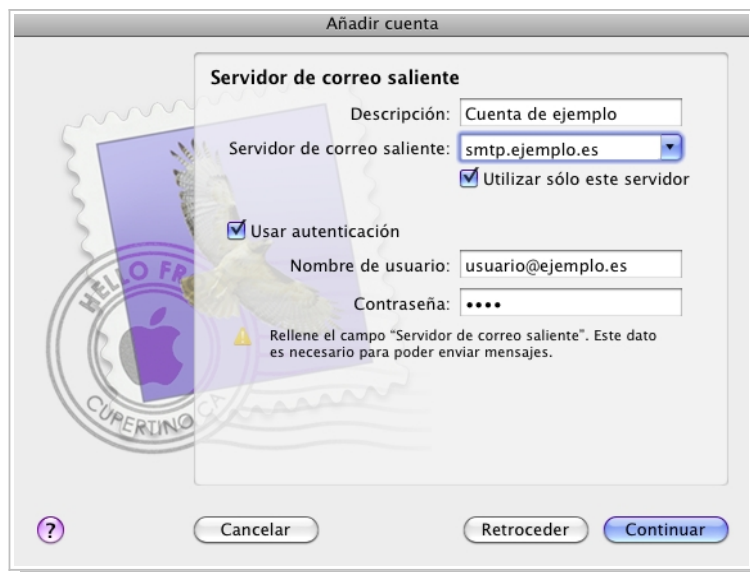 Añadir cuenta
Servidor de correo saliente
Descripción: Cuenta de ejemplo
Servidor de correo saliente: smtp.ejemplo.es
Utilizar sólo este servidor
Usar autenticación
Nombre de usuario: usuario@ejemplo.es
Contraseña: ••••
Rellene el campo “Servidor de correo saliente”. Este dato
es necesario para poder enviar mensajes.
HELLO FR
CUPERTINO CA
? Cancelar Retroceder Continuar